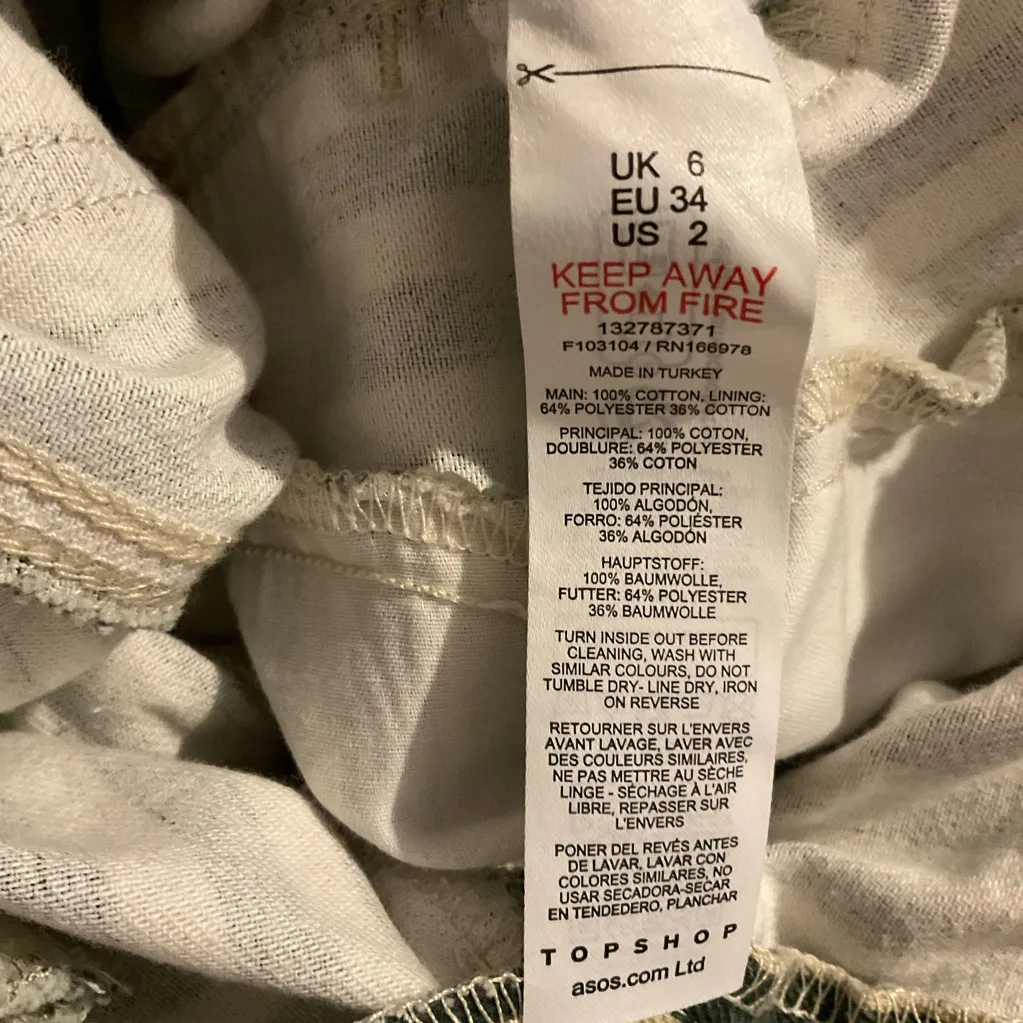 UK 6
EU 34
US 2
KEEP AWAY
FROM FIRE
132787371
F103104 / RN166978
MADE IN TURKEY
MAIN: 100% COTTON, LINING:
64% POLYESTER 36% COTTON
PRINCIPAL: 100% COTON,
DOUBLURE: 64% POLYESTER
36% COTON
TEJIDO PRINCIPAL:
100% ALGODÓN,
FORRO: 64% POLIÉSTER
36% ALGODÓN
HAUPTSTOFF:
100% BAUMWOLLE,
FUTTER: 64% POLYESTER
36% BAUMWOLLE
TURN INSIDE OUT BEFORE
CLEANING, WASH WITH
SIMILAR COLOURS, DO NOT
TUMBLE DRY- LINE DRY, IRON
ON REVERSE
RETOURNER SUR L'ENVERS
AVANT LAVAGE, LAVER AVEC
DES COULEURS SIMILAIRES,
NE PAS METTRE AU SÈCHE
LINGE - SÉCHAGE À L'AIR
LIBRE, REPASSER SUR
L'ENVERS
PONER DEL REVÉS ANTES
DE LAVAR, LAVAR CON
COLORES SIMILARES, NO
USAR SECADORA-SECAR
EN TENDEDERO, PLANCHAR
TOPSHOP
asos.com Ltd